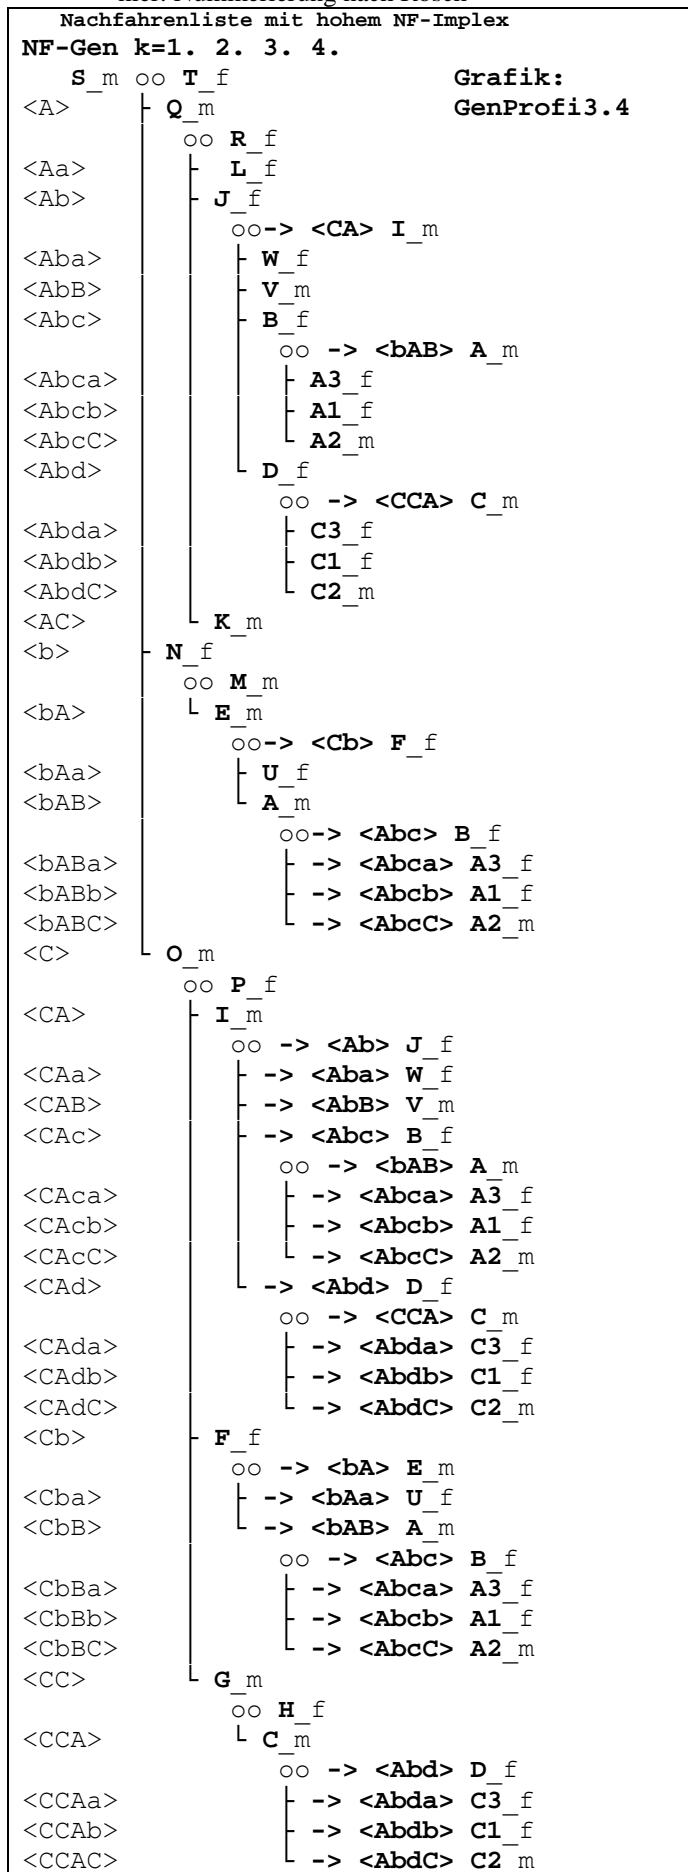 Nachfahrenliste mit hohem NF-Implex
NF-Gen k=1. 2. 3. 4.
S_m oo T_f Grafik:
<A> ├ Q_m GenProfi3.4
│ oo R_f
<Aa> │ ├ L_f
<Ab> │ ├ J_f
│ │ oo-> <CA> I_m
<Aba> │ │ ├ W_f
<AbB> │ │ ├ V_m
<Abc> │ │ ├ B_f
│ │ │ oo -> <bAB> A_m
<Abca> │ │ │ ├ A3_f
<Abcb> │ │ │ ├ A1_f
<AbcC> │ │ │ └ A2_m
<Abd> │ │ └ D_f
│ │ oo -> <CCA> C_m
<Abda> │ │ ├ C3_f
<Abdb> │ │ ├ C1_f
<AbdC> │ │ └ C2_m
<AC> │ └ K_m
<b> ├ N_f
│ oo M_m
<bA> │ └ E_m
│ oo-> <Cb> F_f
<bAa> │ ├ U_f
<bAB> │ └ A_m
│ oo-> <Abc> B_f
<bABa> │ ├ -> <Abca> A3_f
<bABb> │ ├ -> <Abcb> A1_f
<bABC> │ └ -> <AbcC> A2_m
<C> └ O_m
oo P_f
<CA> ├ I_m
│ oo -> <Ab> J_f
<CAa> │ ├ -> <Aba> W_f
<CAB> │ ├ -> <AbB> V_m
<CAc> │ ├ -> <Abc> B_f
│ │ oo -> <bAB> A_m
<CAca> │ │ ├ -> <Abca> A3_f
<CAcb> │ │ ├ -> <Abcb> A1_f
<CAcC> │ │ └ -> <AbcC> A2_m
<CAd> │ └ -> <Abd> D_f
│ oo -> <CCA> C_m
<CAda> │ ├ -> <Abda> C3_f
<CAdb> │ ├ -> <Abdb> C1_f
<CAdC> │ └ -> <AbdC> C2_m
<Cb> ├ F_f
│ oo -> <bA> E_m
<Cba> │ ├ -> <bAa> U_f
<CbB> │ └ -> <bAB> A_m
│ oo -> <Abc> B_f
<CbBa> │ ├ -> <Abca> A3_f
<CbBb> │ ├ -> <Abcb> A1_f
<CbBC> │ └ -> <AbcC> A2_m
<CC> └ G_m
oo H_f
<CCA> └ C_m
oo -> <Abd> D_f
<CCAa> ├ -> <Abda> C3_f
<CCAb> ├ -> <Abdb> C1_f
<CCAC> └ -> <AbdC> C2_m